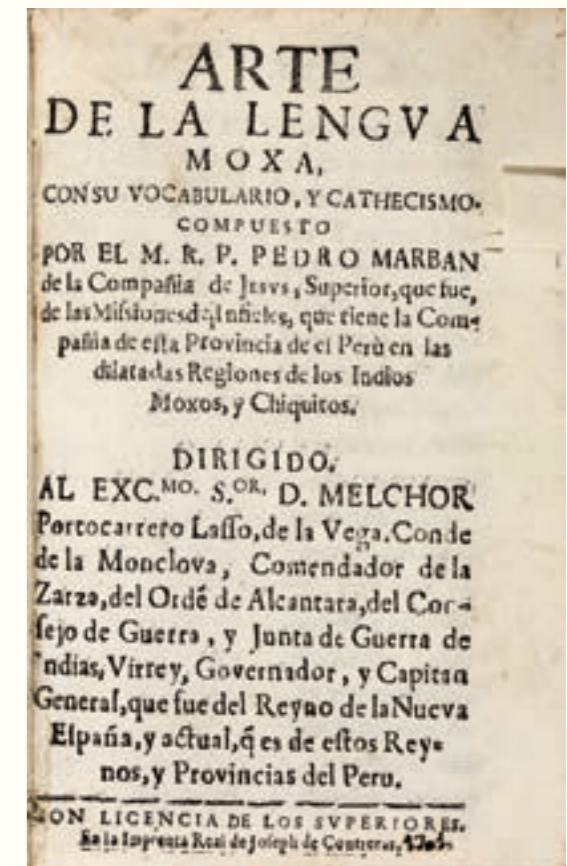 ARTE
DE LA LENGVA
MOXA,
CON SU VOCABULARIO, Y CATHECISMO.
COMPUESTO
POR EL M. R. P. PEDRO MARBAN
de la Compañia de Jesvs, Superior, que fue,
de las Missiones de Infieles, que tiene la Com-
pañia de esta Provincia de el Perù en las
dilatadas Regiones de los Indios
Moxos, y Chiquitos.
DIRIGIDO.
AL EXC.MO. S.OR. D. MELCHOR
Portocarrero Lasso, de la Vega. Conde
de la Monclova, Comendador de la
Zarza, del Ordẽ de Alcantara, del Con-
sejo de Guerra, y Junta de Guerra de
Indias, Virrey, Governador, y Capitan
General, que fue del Reyno de la Nueva
España, y actual, q̃ es de estos Rey-
nos, y Provincias del Peru.
CON LICENCIA DE LOS SVPERIORES.
En la Imprenta Real de Joseph de Contreras,